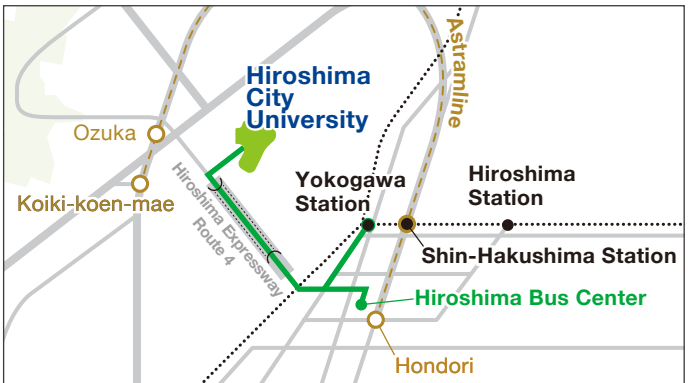 Hiroshima
City
University
Astramline
Ozuka
Koiki-koen-mae
Hiroshima Expressway
Route 4
Yokogawa
Station
Hiroshima
Station
Shin-Hakushima Station
Hiroshima Bus Center
Hondori